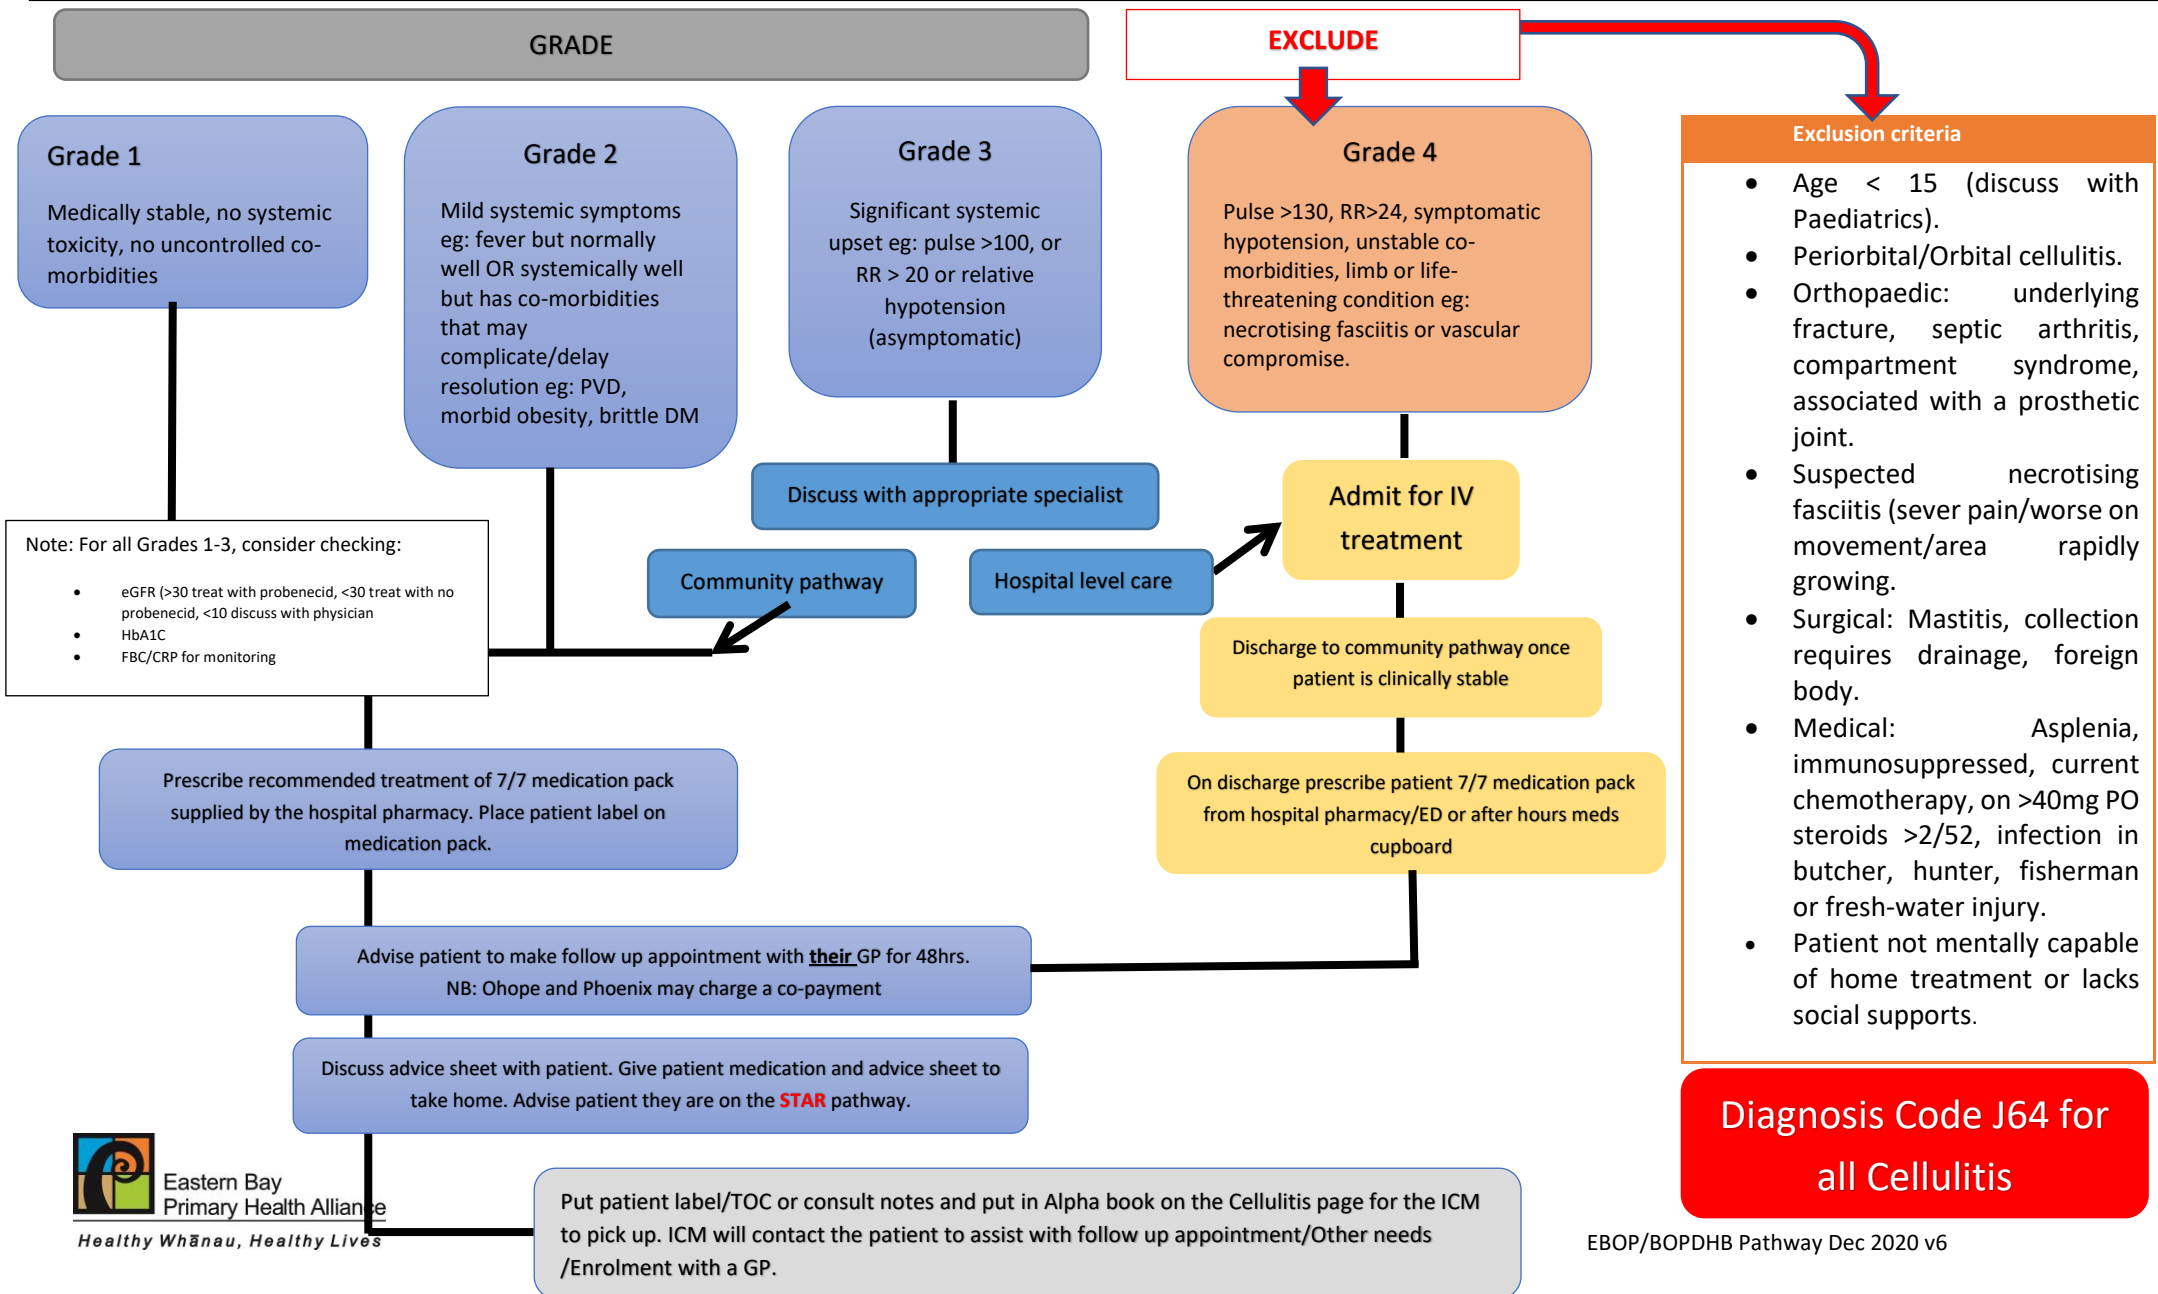 GRADE
EXCLUDE
Grade 1
Medically stable, no systemic
toxicity, no uncontrolled co-
morbidities
Grade 2
Mild systemic symptoms
eg: fever but normally
well OR systemically well
but has co-morbidities
that may
complicate/delay
resolution eg: PVD,
morbid obesity, brittle DM
Grade 3
Significant systemic
upset eg: pulse >100, or
RR > 20 or relative
hypotension
(asymptomatic)
Grade 4
Pulse >130, RR>24, symptomatic
hypotension, unstable co-
morbidities, limb or life-
threatening condition eg:
necrotising fasciitis or vascular
compromise.
Exclusion criteria
• Age < 15 (discuss with
Paediatrics).
• Periorbital/Orbital cellulitis.
• Orthopaedic: underlying
fracture, septic arthritis,
compartment syndrome,
associated with a prosthetic
joint.
• Suspected necrotising
fasciitis (sever pain/worse on
movement/area rapidly
growing.
• Surgical: Mastitis, collection
requires drainage, foreign
body.
• Medical: Asplenia,
immunosuppressed, current
chemotherapy, on >40mg PO
steroids >2/52, infection in
butcher, hunter, fisherman
or fresh-water injury.
• Patient not mentally capable
of home treatment or lacks
social supports.
Discuss with appropriate specialist
Admit for IV
treatment
Note: For all Grades 1-3, consider checking:
• eGFR (>30 treat with probenecid, <30 treat with no
probenecid, <10 discuss with physician
• HbA1C
• FBC/CRP for monitoring
Community pathway
Hospital level care
Discharge to community pathway once
patient is clinically stable
Prescribe recommended treatment of 7/7 medication pack
supplied by the hospital pharmacy. Place patient label on
medication pack.
On discharge prescribe patient 7/7 medication pack
from hospital pharmacy/ED or after hours meds
cupboard
Advise patient to make follow up appointment with their GP for 48hrs.
NB: Ohope and Phoenix may charge a co-payment
Discuss advice sheet with patient. Give patient medication and advice sheet to
take home. Advise patient they are on the STAR pathway.
Diagnosis Code J64 for
all Cellulitis
Eastern Bay
Primary Health Alliance
Healthy Whānau, Healthy Lives
Put patient label/TOC or consult notes and put in Alpha book on the Cellulitis page for the ICM
to pick up. ICM will contact the patient to assist with follow up appointment/Other needs
/Enrolment with a GP.
EBOP/BOPDHB Pathway Dec 2020 v6